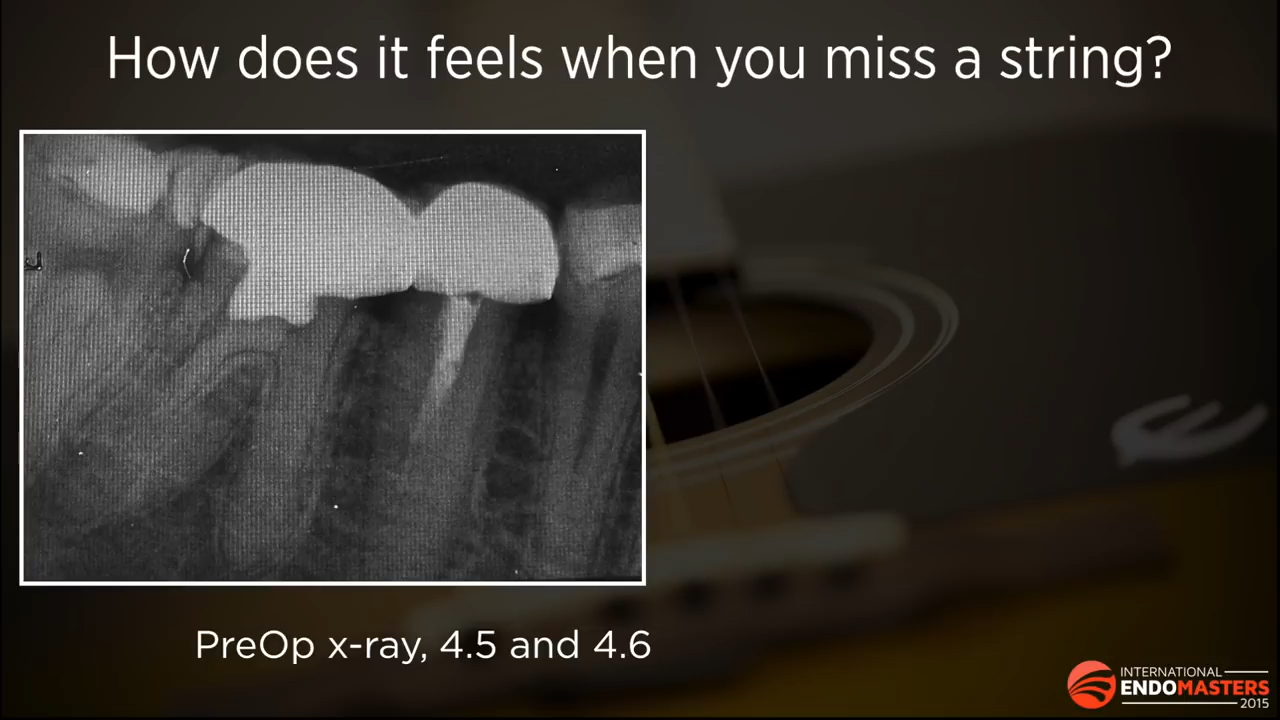 How does it feels when you miss a string?
PreOp x-ray, 4.5 and 4.6
INTERNATIONAL
ENDOMASTERS
2015